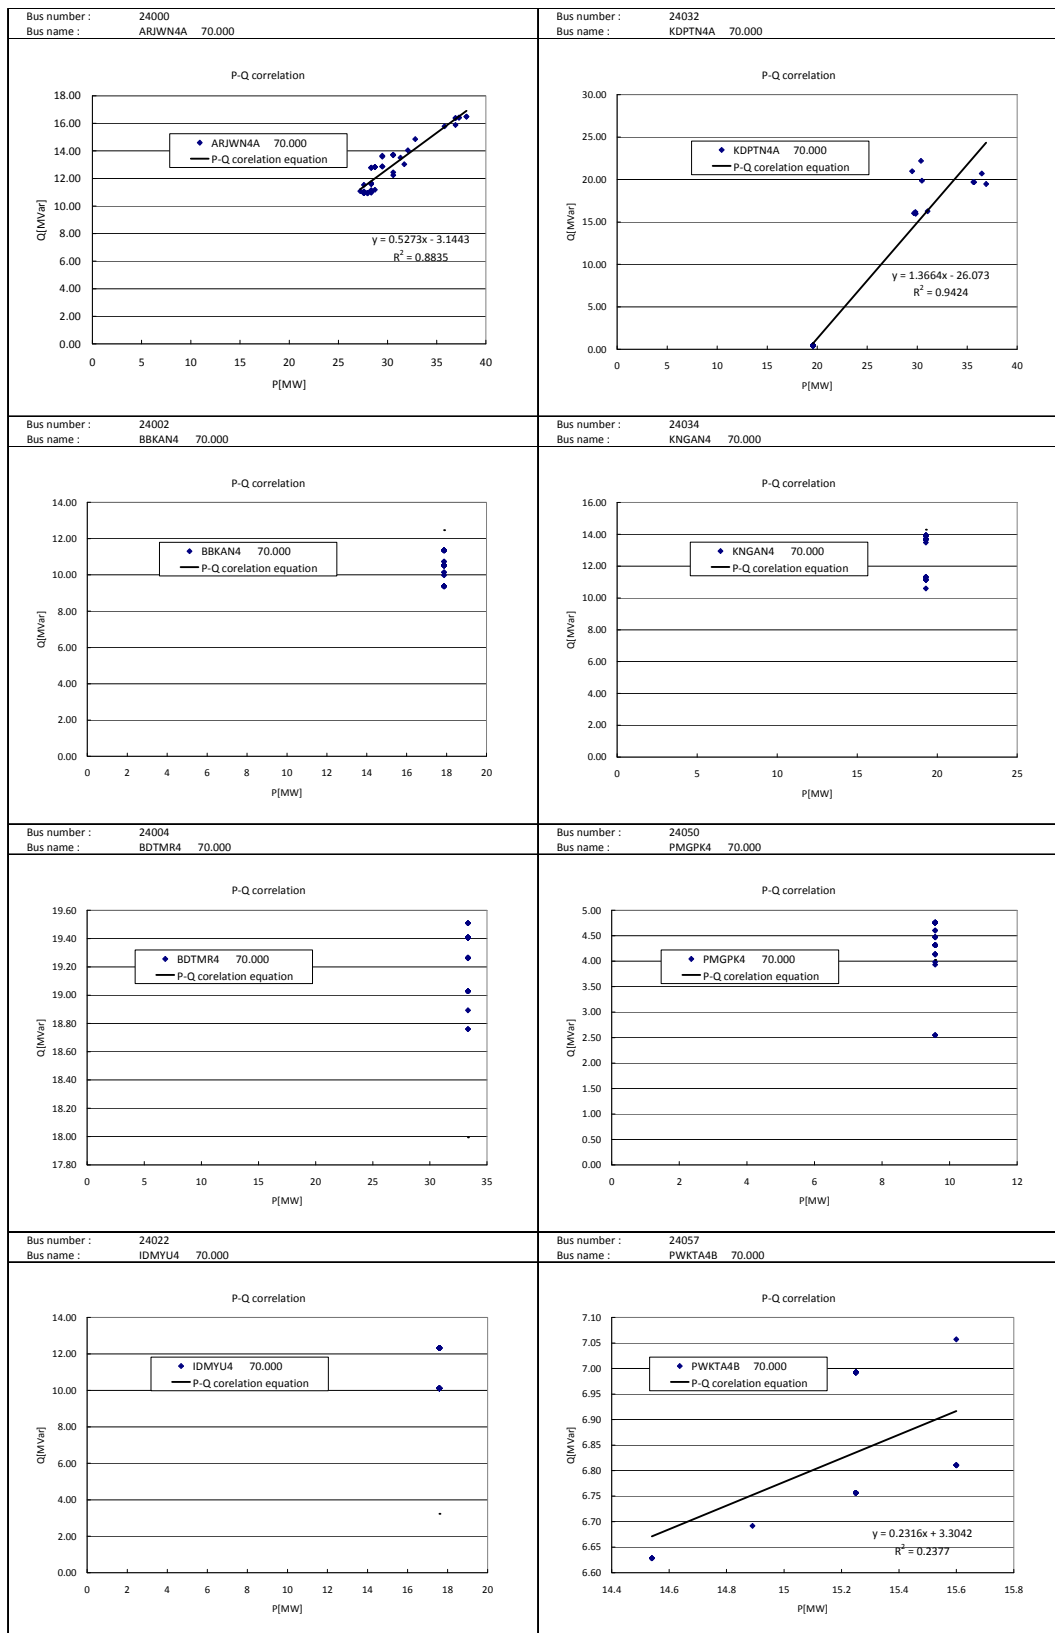 Bus number : 24000
Bus name : ARJWN4A 70.000
P-Q correlation
18.00
16.00
14.00
12.00
10.00
8.00
6.00
4.00
2.00
0.00
Q[MVar]
ARJWN4A 70.000
P-Q corelation equation
y = 0.5273x - 3.1443
R² = 0.8835
0 5 10 15 20 25 30 35 40
P[MW]
Bus number : 24032
Bus name : KDPTN4A 70.000
P-Q correlation
30.00
25.00
20.00
15.00
10.00
5.00
0.00
Q[MVar]
KDPTN4A 70.000
P-Q corelation equation
y = 1.3664x - 26.073
R² = 0.9424
0 5 10 15 20 25 30 35 40
P[MW]
Bus number : 24002
Bus name : BBKAN4 70.000
P-Q correlation
14.00
12.00
10.00
8.00
6.00
4.00
2.00
0.00
Q[MVar]
BBKAN4 70.000
P-Q corelation equation
0 2 4 6 8 10 12 14 16 18 20
P[MW]
Bus number : 24034
Bus name : KNGAN4 70.000
P-Q correlation
16.00
14.00
12.00
10.00
8.00
6.00
4.00
2.00
0.00
Q[MVar]
KNGAN4 70.000
P-Q corelation equation
0 5 10 15 20 25
P[MW]
Bus number : 24004
Bus name : BDTMR4 70.000
P-Q correlation
19.60
19.40
19.20
19.00
18.80
18.60
18.40
18.20
18.00
17.80
Q[MVar]
BDTMR4 70.000
P-Q corelation equation
0 5 10 15 20 25 30 35
P[MW]
Bus number : 24050
Bus name : PMGPK4 70.000
P-Q correlation
5.00
4.50
4.00
3.50
3.00
2.50
2.00
1.50
1.00
0.50
0.00
Q[MVar]
PMGPK4 70.000
P-Q corelation equation
0 2 4 6 8 10 12
P[MW]
Bus number : 24022
Bus name : IDMYU4 70.000
P-Q correlation
14.00
12.00
10.00
8.00
6.00
4.00
2.00
0.00
Q[MVar]
IDMYU4 70.000
P-Q corelation equation
0 2 4 6 8 10 12 14 16 18 20
P[MW]
Bus number : 24057
Bus name : PWKTA4B 70.000
P-Q correlation
7.10
7.05
7.00
6.95
6.90
6.85
6.80
6.75
6.70
6.65
6.60
Q[MVar]
PWKTA4B 70.000
P-Q corelation equation
y = 0.2316x + 3.3042
R² = 0.2377
14.4 14.6 14.8 15 15.2 15.4 15.6 15.8
P[MW]